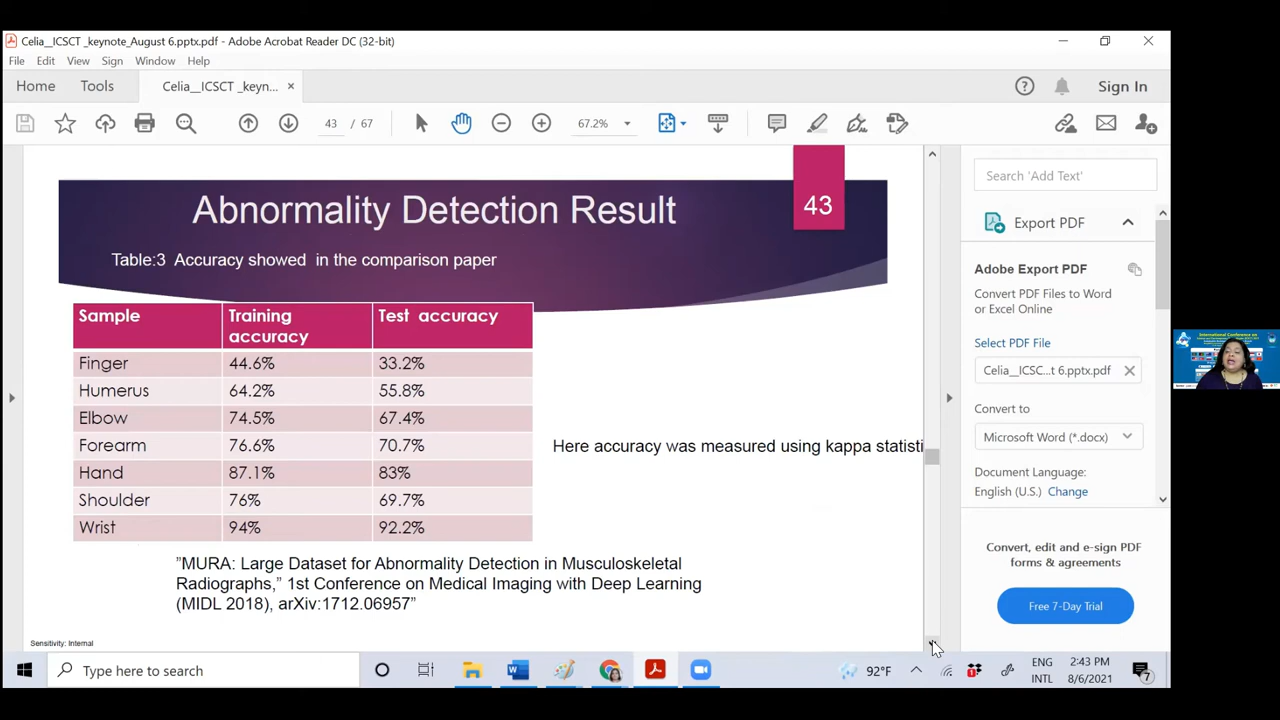 Celia__ICSCT _keynote_August 6.pptx.pdf - Adobe Acrobat Reader DC (32-bit)
File Edit View Sign Window Help
Home Tools Celia__ICSCT _keyn... × Sign In
43 / 67 67.2%
Search 'Add Text'
43
Abnormality Detection Result
Table:3 Accuracy showed in the comparison paper
Sample Training accuracy Test accuracy
Finger 44.6% 33.2%
Humerus 64.2% 55.8%
Elbow 74.5% 67.4%
Forearm 76.6% 70.7%
Hand 87.1% 83%
Shoulder 76% 69.7%
Wrist 94% 92.2%
Here accuracy was measured using kappa statisti
"MURA: Large Dataset for Abnormality Detection in Musculoskeletal
Radiographs," 1st Conference on Medical Imaging with Deep Learning
(MIDL 2018), arXiv:1712.06957"
Sensitivity: Internal
Export PDF
Adobe Export PDF
Convert PDF Files to Word
or Excel Online
Select PDF File
Celia__ICSC...t 6.pptx.pdf
Convert to
Microsoft Word (*.docx)
Document Language:
English (U.S.) Change
Convert, edit and e-sign PDF
forms & agreements
Free 7-Day Trial
International Conference on
Type here to search
92°F
ENG
INTL
2:43 PM
8/6/2021
7